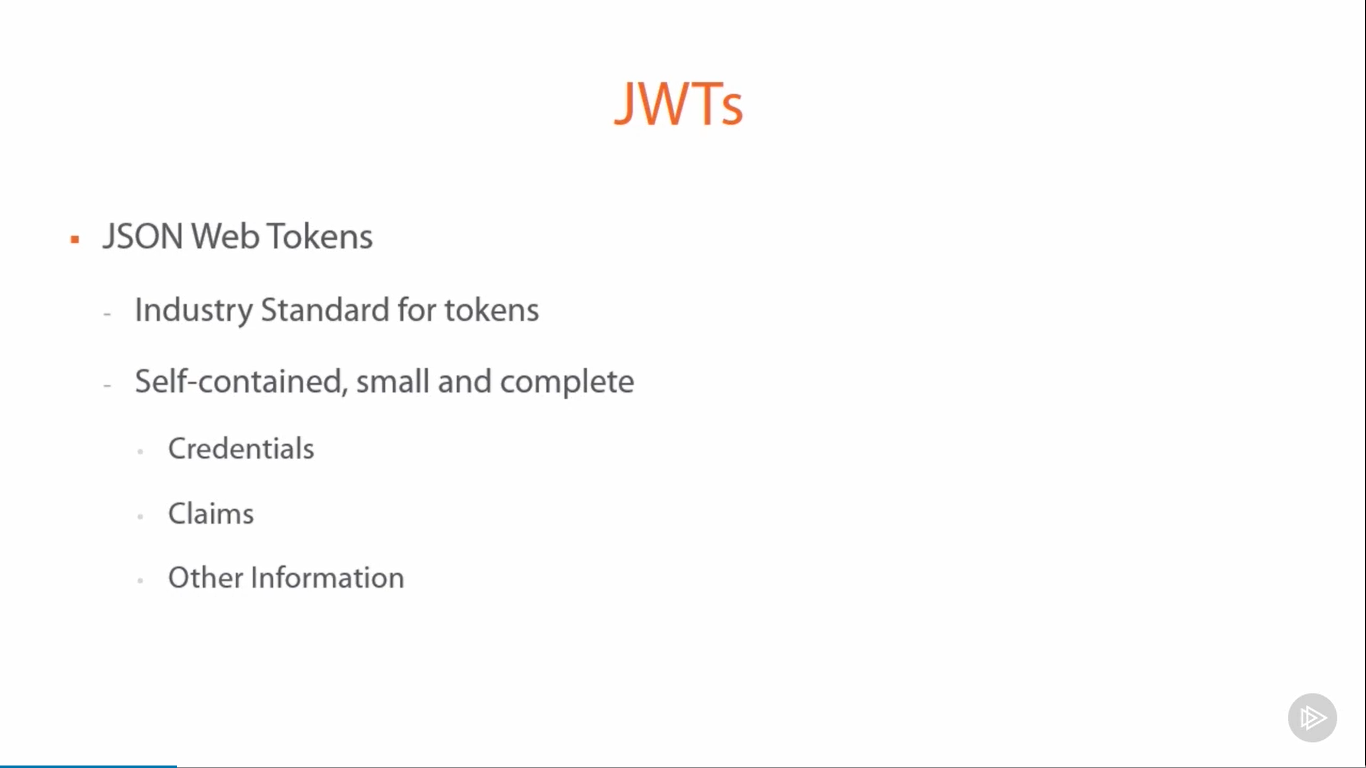 JWTs
JSON Web Tokens
Industry Standard for tokens
Self-contained, small and complete
Credentials
Claims
Other Information